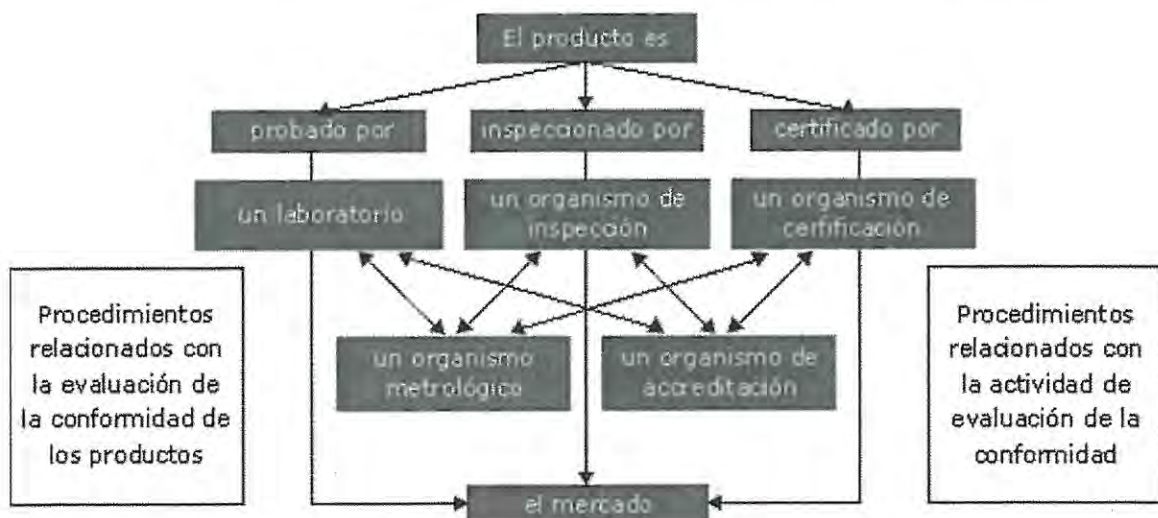 El producto es
probado por
inspeccionado por
certificado por
un laboratorio
un organismo de
inspección
un organismo de
certificación
Procedimientos
relacionados con
la evaluación de
la conformidad de
los productos
un organismo
metrológico
un organismo de
accreditación
Procedimientos
relacionados con
la actividad de
evaluación de la
conformidad
el mercado